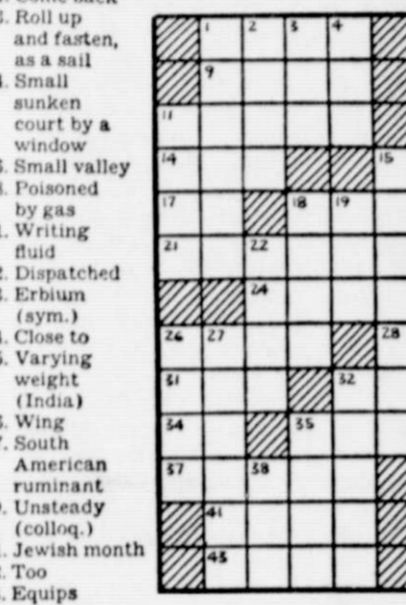 . Come back
. Roll up
and fasten,
as a sail
. Small
sunken
court by a
window
. Small valley
. Poisoned
by gas
. Writing
fluid
. Dispatched
. Erbium
(sym.)
. Close to
. Varying
weight
(India)
. Wing
. South
American
ruminant
. Unsteady
(colloq.)
. Jewish month
. Too
. Equips
1 2 3 4
9
11
14 15
17 18 19
21 22
24
26 27 28
31 32
34 35
37 38
41
43